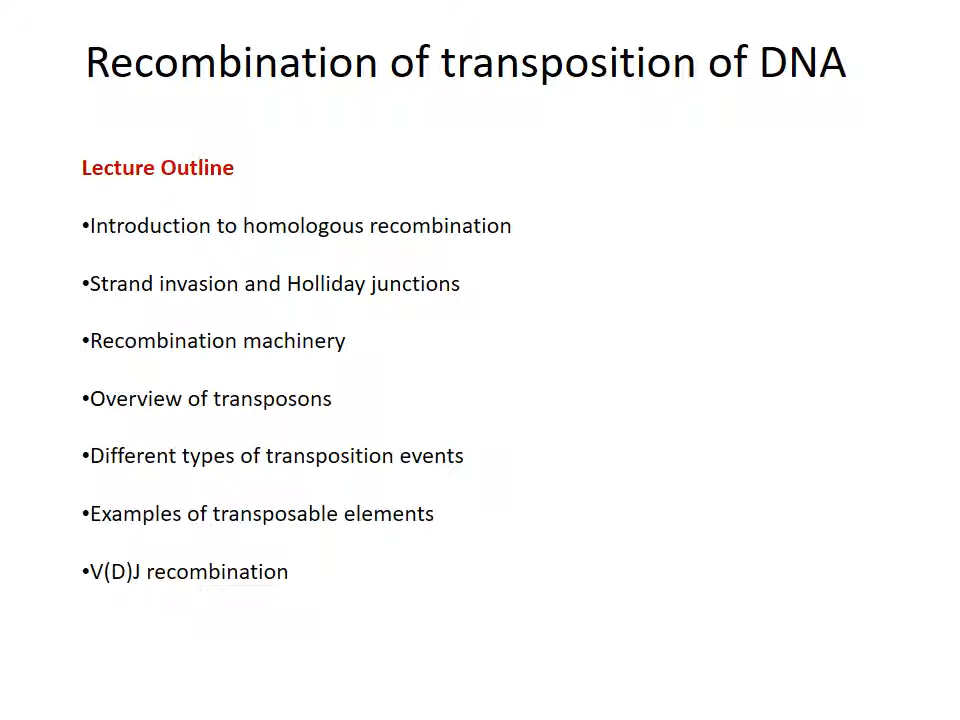 Recombination of transposition of DNA
Lecture Outline
•Introduction to homologous recombination
•Strand invasion and Holliday junctions
•Recombination machinery
•Overview of transposons
•Different types of transposition events
•Examples of transposable elements
•V(D)J recombination